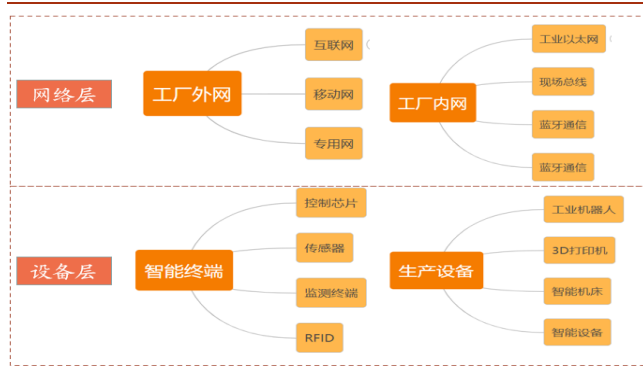 网络层
工厂外网
互联网
移动网
专用网
工厂内网
工业以太网
现场总线
蓝牙通信
蓝牙通信
设备层
智能终端
控制芯片
传感器
监测终端
RFID
生产设备
工业机器人
3D打印机
智能机床
智能设备